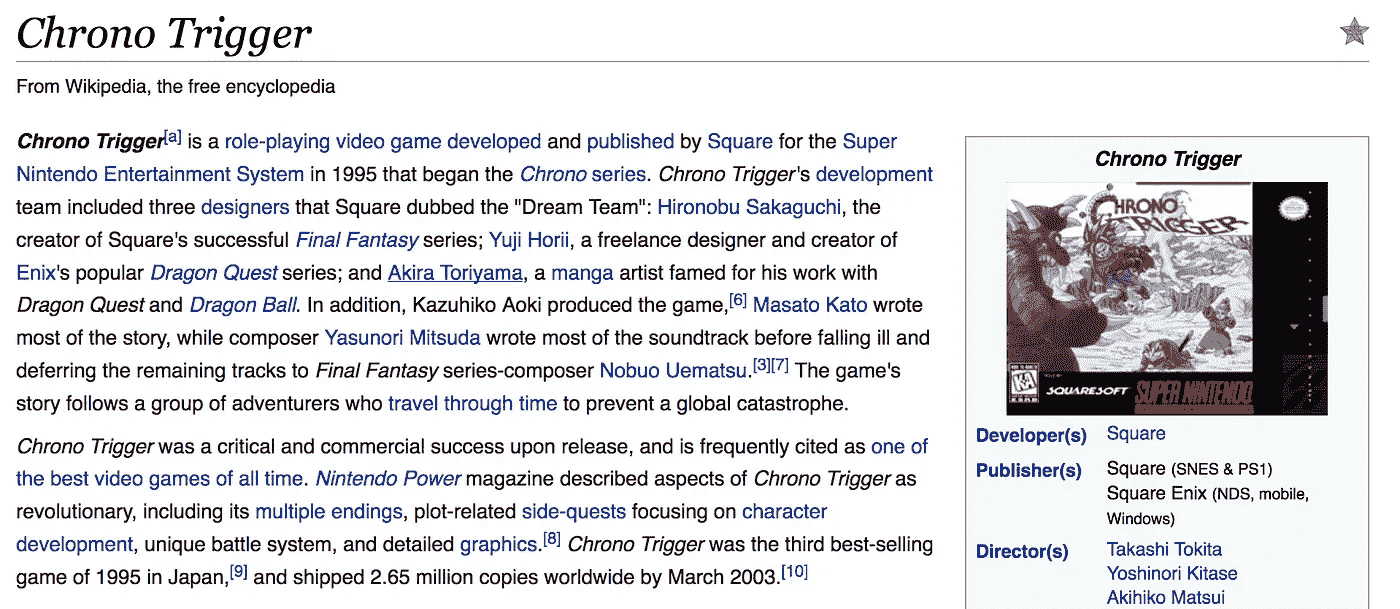 Chrono Trigger
From Wikipedia, the free encyclopedia
Chrono Trigger[a] is a role-playing video game developed and published by Square for the Super
Nintendo Entertainment System in 1995 that began the Chrono series. Chrono Trigger's development
team included three designers that Square dubbed the "Dream Team": Hironobu Sakaguchi, the
creator of Square's successful Final Fantasy series; Yuji Horii, a freelance designer and creator of
Enix's popular Dragon Quest series; and Akira Toriyama, a manga artist famed for his work with
Dragon Quest and Dragon Ball. In addition, Kazuhiko Aoki produced the game,[6] Masato Kato wrote
most of the story, while composer Yasunori Mitsuda wrote most of the soundtrack before falling ill and
deferring the remaining tracks to Final Fantasy series-composer Nobuo Uematsu.[3][7] The game's
story follows a group of adventurers who travel through time to prevent a global catastrophe.
Chrono Trigger was a critical and commercial success upon release, and is frequently cited as one of
the best video games of all time. Nintendo Power magazine described aspects of Chrono Trigger as
revolutionary, including its multiple endings, plot-related side-quests focusing on character
development, unique battle system, and detailed graphics.[8] Chrono Trigger was the third best-selling
game of 1995 in Japan,[9] and shipped 2.65 million copies worldwide by March 2003.[10]
Chrono Trigger
CHRONO
TRIGGER
K-A
SQUARESOFT
SUPER NINTENDO
Developer(s) Square
Publisher(s) Square (SNES & PS1)
Square Enix (NDS, mobile,
Windows)
Director(s) Takashi Tokita
Yoshinori Kitase
Akihiko Matsui